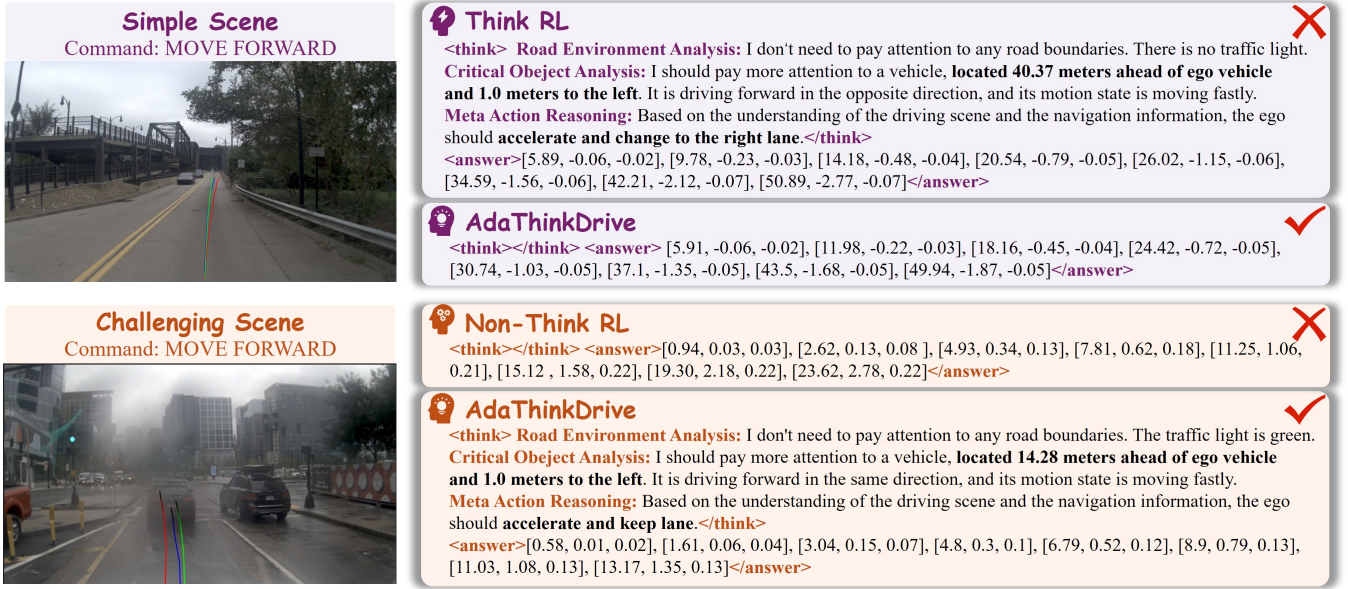 Simple Scene
Command: MOVE FORWARD
Think RL
<think> Road Environment Analysis: I don't need to pay attention to any road boundaries. There is no traffic light.
Critical Obeject Analysis: I should pay more attention to a vehicle, located 40.37 meters ahead of ego vehicle
and 1.0 meters to the left. It is driving forward in the opposite direction, and its motion state is moving fastly.
Meta Action Reasoning: Based on the understanding of the driving scene and the navigation information, the ego
should accelerate and change to the right lane.</think>
<answer>[5.89, -0.06, -0.02], [9.78, -0.23, -0.03], [14.18, -0.48, -0.04], [20.54, -0.79, -0.05], [26.02, -1.15, -0.06],
[34.59, -1.56, -0.06], [42.21, -2.12, -0.07], [50.89, -2.77, -0.07]</answer>
AdaThinkDrive
<think></think> <answer> [5.91, -0.06, -0.02], [11.98, -0.22, -0.03], [18.16, -0.45, -0.04], [24.42, -0.72, -0.05],
[30.74, -1.03, -0.05], [37.1, -1.35, -0.05], [43.5, -1.68, -0.05], [49.94, -1.87, -0.05]</answer>
Challenging Scene
Command: MOVE FORWARD
Non-Think RL
<think></think> <answer>[0.94, 0.03, 0.03], [2.62, 0.13, 0.08 ], [4.93, 0.34, 0.13], [7.81, 0.62, 0.18], [11.25, 1.06,
0.21], [15.12 , 1.58, 0.22], [19.30, 2.18, 0.22], [23.62, 2.78, 0.22]</answer>
AdaThinkDrive
<think> Road Environment Analysis: I don't need to pay attention to any road boundaries. The traffic light is green.
Critical Obeject Analysis: I should pay more attention to a vehicle, located 14.28 meters ahead of ego vehicle
and 1.0 meters to the left. It is driving forward in the same direction, and its motion state is moving fastly.
Meta Action Reasoning: Based on the understanding of the driving scene and the navigation information, the ego
should accelerate and keep lane.</think>
<answer>[0.58, 0.01, 0.02], [1.61, 0.06, 0.04], [3.04, 0.15, 0.07], [4.8, 0.3, 0.1], [6.79, 0.52, 0.12], [8.9, 0.79, 0.13],
[11.03, 1.08, 0.13], [13.17, 1.35, 0.13]</answer>